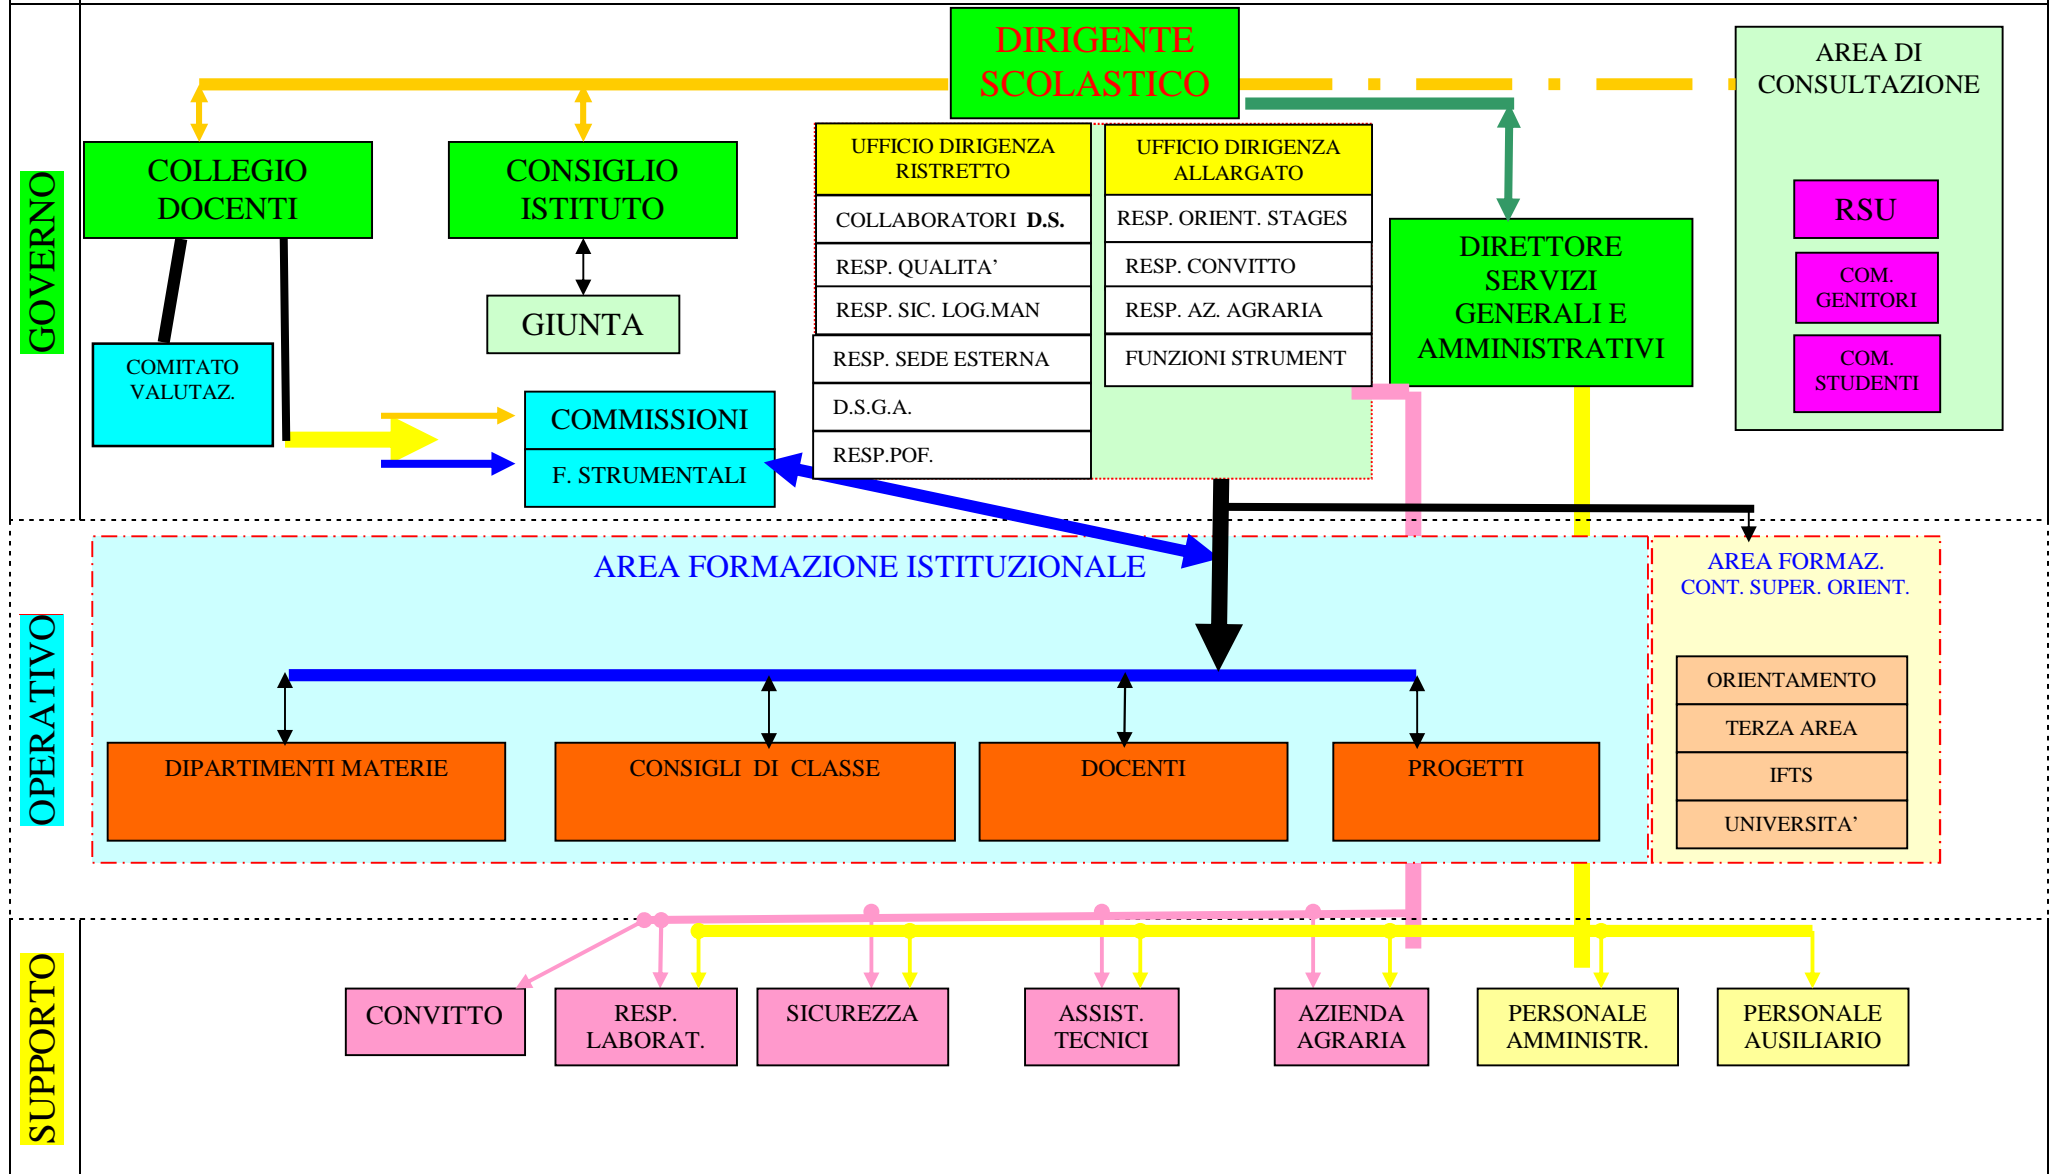 DIRIGENTE
SCOLASTICO
AREA DI
CONSULTAZIONE
RSU
COM.
GENITORI
COM.
STUDENTI
GOVERNO
COLLEGIO
DOCENTI
CONSIGLIO
ISTITUTO
GIUNTA
COMITATO
VALUTAZ.
COMMISSIONI
F. STRUMENTALI
UFFICIO DIRIGENZA
RISTRETTO
COLLABORATORI D.S.
RESP. QUALITA’
RESP. SIC. LOG.MAN
RESP. SEDE ESTERNA
D.S.G.A.
RESP.POF.
UFFICIO DIRIGENZA
ALLARGATO
RESP. ORIENT. STAGES
RESP. CONVITTO
RESP. AZ. AGRARIA
FUNZIONI STRUMENT
DIRETTORE
SERVIZI
GENERALI E
AMMINISTRATIVI
OPERATIVO
AREA FORMAZIONE ISTITUZIONALE
DIPARTIMENTI MATERIE
CONSIGLI DI CLASSE
DOCENTI
PROGETTI
AREA FORMAZ.
CONT. SUPER. ORIENT.
ORIENTAMENTO
TERZA AREA
IFTS
UNIVERSITA’
SUPPORTO
CONVITTO
RESP.
LABORAT.
SICUREZZA
ASSIST.
TECNICI
AZIENDA
AGRARIA
PERSONALE
AMMINISTR.
PERSONALE
AUSILIARIO